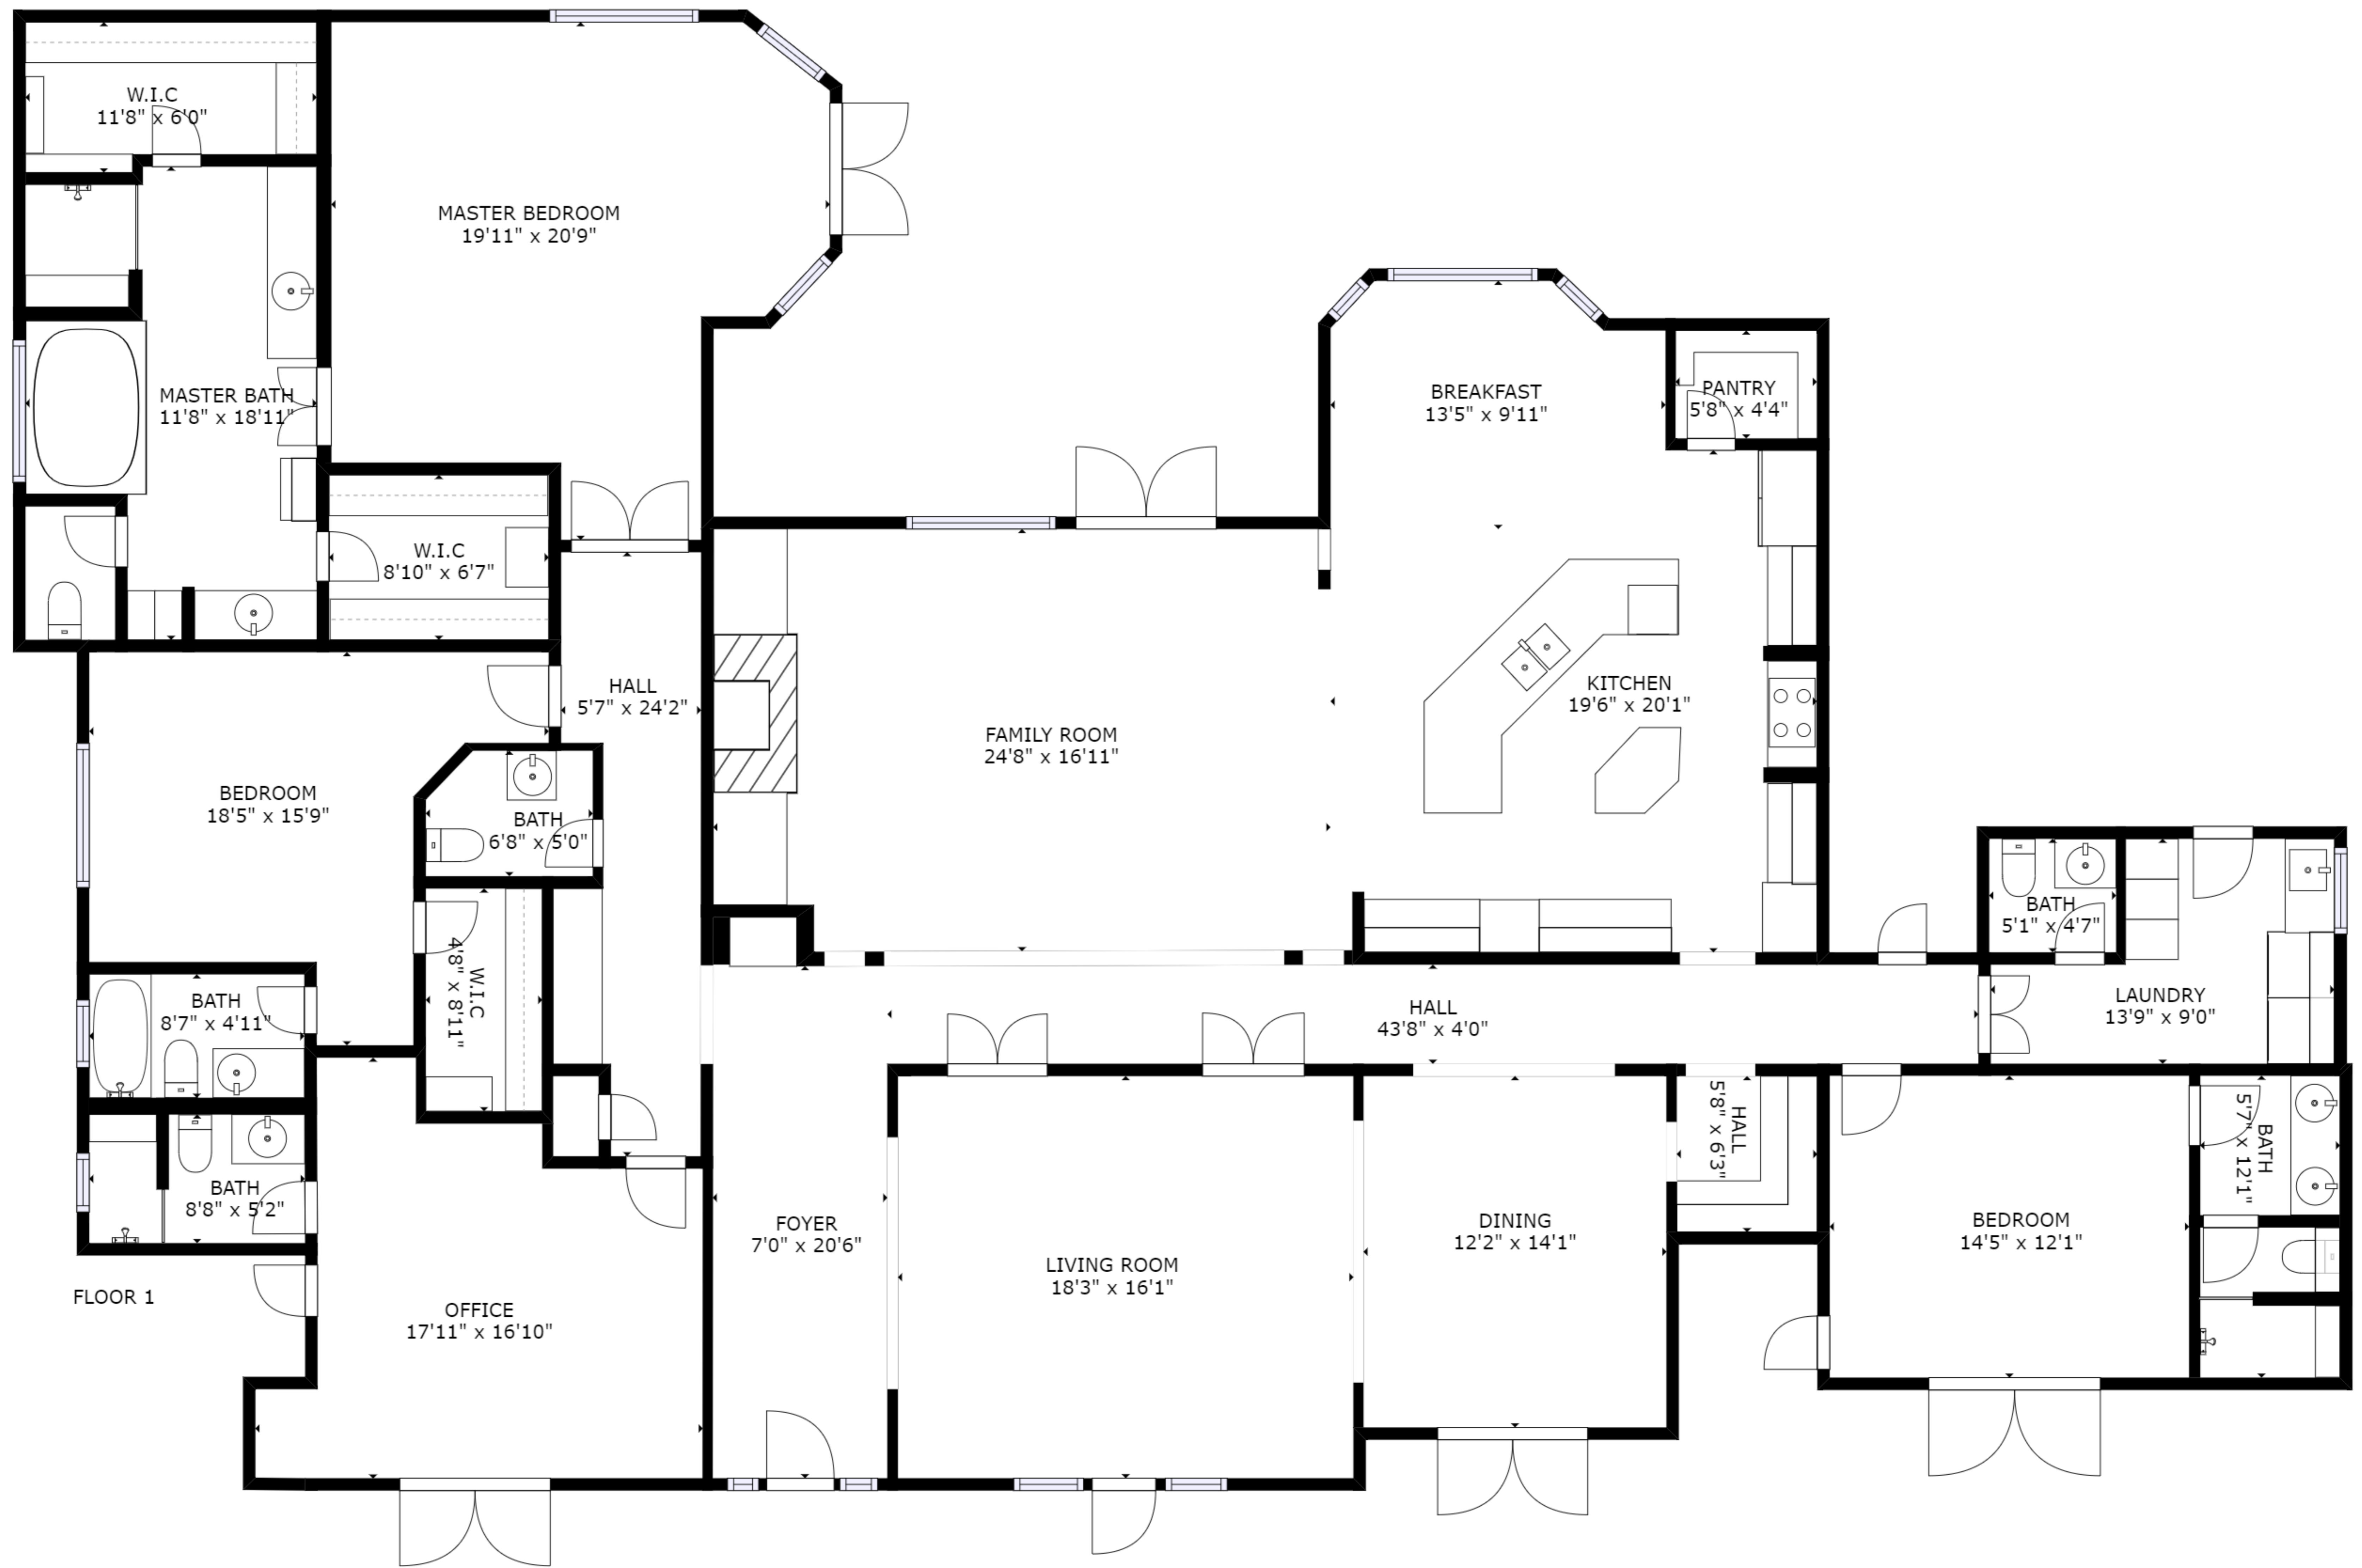 W.I.C
11'8" x 6'0"
MASTER BEDROOM
19'11" x 20'9"
MASTER BATH
11'8" x 18'11"
BREAKFAST
13'5" x 9'11"
PANTRY
5'8" x 4'4"
W.I.C
8'10" x 6'7"
HALL
5'7" x 24'2"
KITCHEN
19'6" x 20'1"
FAMILY ROOM
24'8" x 16'11"
BEDROOM
18'5" x 15'9"
BATH
6'8" x 5'0"
BATH
5'1" x 4'7"
W.I.C
4'8" x 8'11"
BATH
8'7" x 4'11"
HALL
43'8" x 4'0"
LAUNDRY
13'9" x 9'0"
HALL
5'8" x 6'3"
BATH
5'7" x 12'1"
BATH
8'8" x 5'2"
FOYER
7'0" x 20'6"
DINING
12'2" x 14'1"
BEDROOM
14'5" x 12'1"
LIVING ROOM
18'3" x 16'1"
FLOOR 1
OFFICE
17'11" x 16'10"